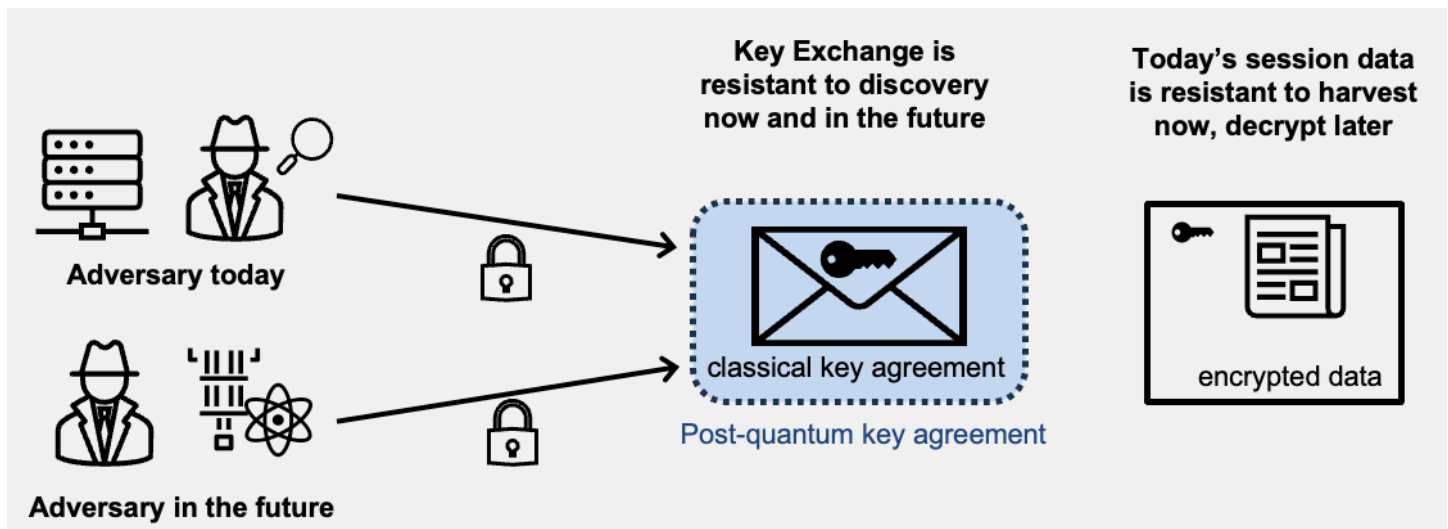 Key Exchange is
resistant to discovery
now and in the future
Today's session data
is resistant to harvest
now, decrypt later
Adversary today
classical key agreement
encrypted data
Post-quantum key agreement
Adversary in the future